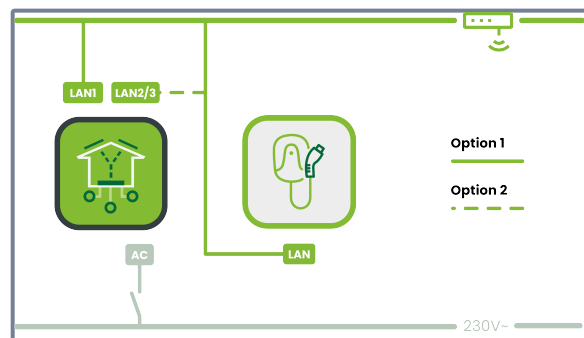 LAN1 LAN2/3
Option 1
Option 2
AC
LAN
230V~